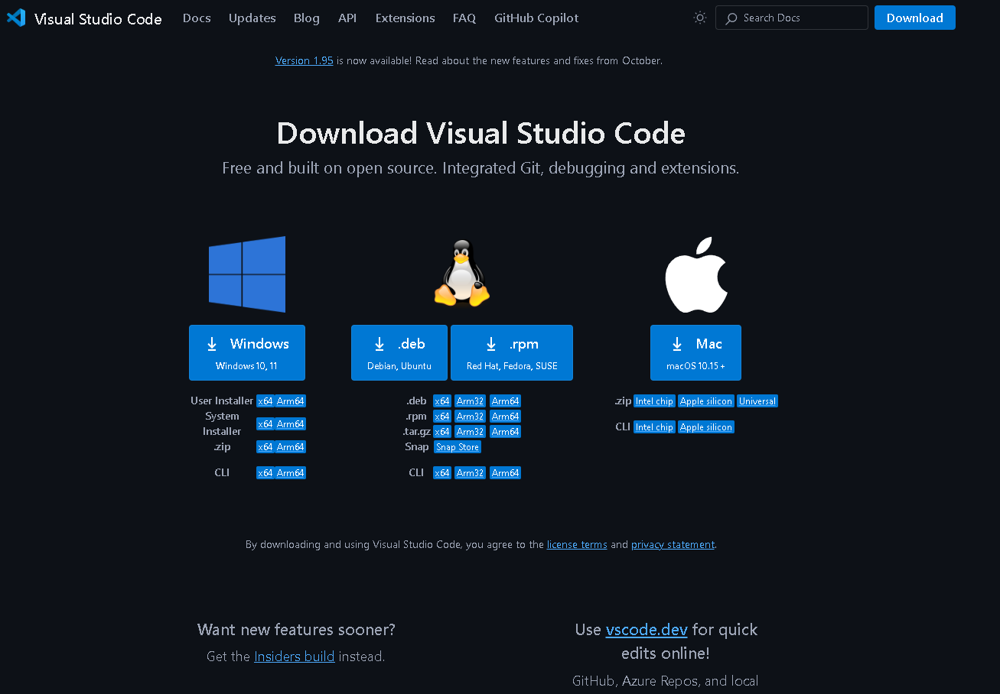 Visual Studio Code Docs Updates Blog API Extensions FAQ GitHub Copilot Search Docs Download
Version 1.95 is now available! Read about the new features and fixes from October.
Download Visual Studio Code
Free and built on open source. Integrated Git, debugging and extensions.
Windows
Windows 10, 11
User Installer x64 Arm64
System
Installer x64 Arm64
.zip x64 Arm64
CLI x64 Arm64
.deb
Debian, Ubuntu
.rpm
Red Hat, Fedora, SUSE
.deb x64 Arm32 Arm64
.rpm x64 Arm32 Arm64
.tar.gz x64 Arm32 Arm64
Snap Snap Store
CLI x64 Arm32 Arm64
Mac
macOS 10.15+
.zip Intel chip Apple silicon Universal
CLI Intel chip Apple silicon
By downloading and using Visual Studio Code, you agree to the license terms and privacy statement.
Want new features sooner?
Get the Insiders build instead.
Use vscode.dev for quick
edits online!
GitHub, Azure Repos, and local